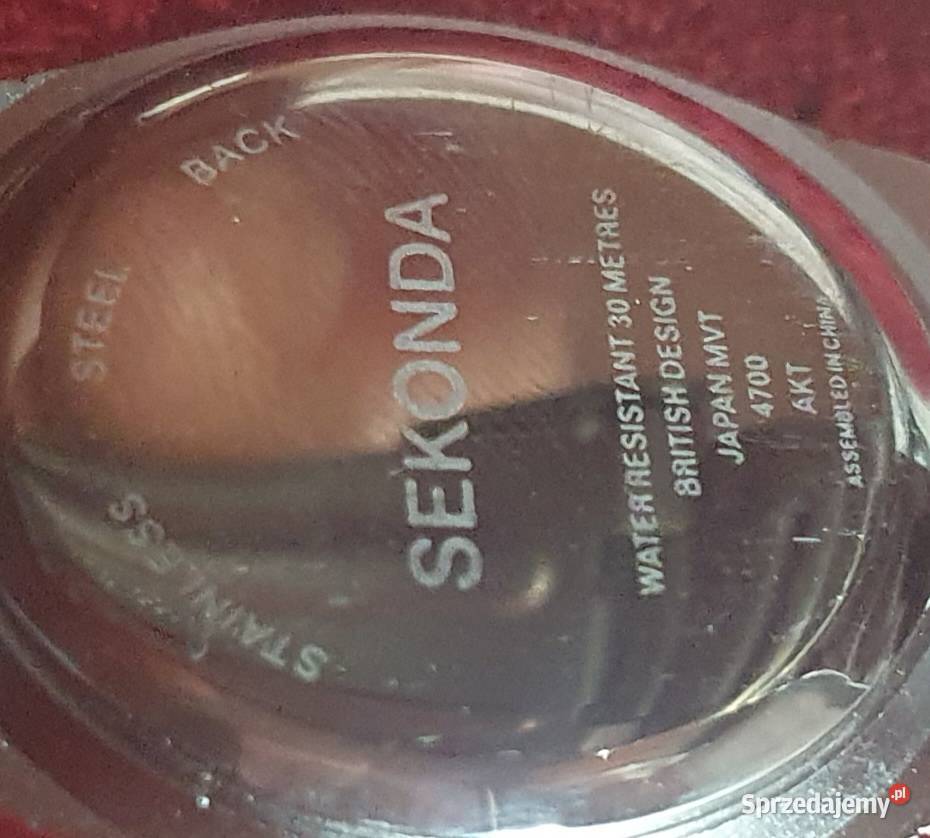 STAINLESS STEEL BACK
SEKONDA
WATER RESISTANT 30 METRES
BRITISH DESIGN
JAPAN MVT
4700
AKT
ASSEMBLED IN CHINA
Sprzedajemy.pl